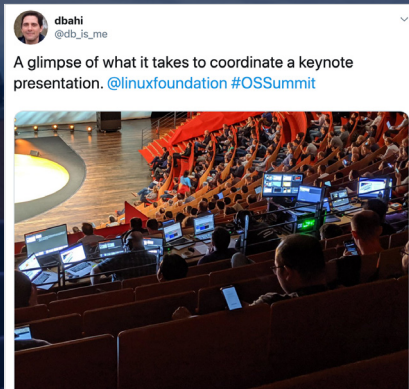 dbahi
@db_is_me
A glimpse of what it takes to coordinate a keynote
presentation. @linuxfoundation #OSSummit